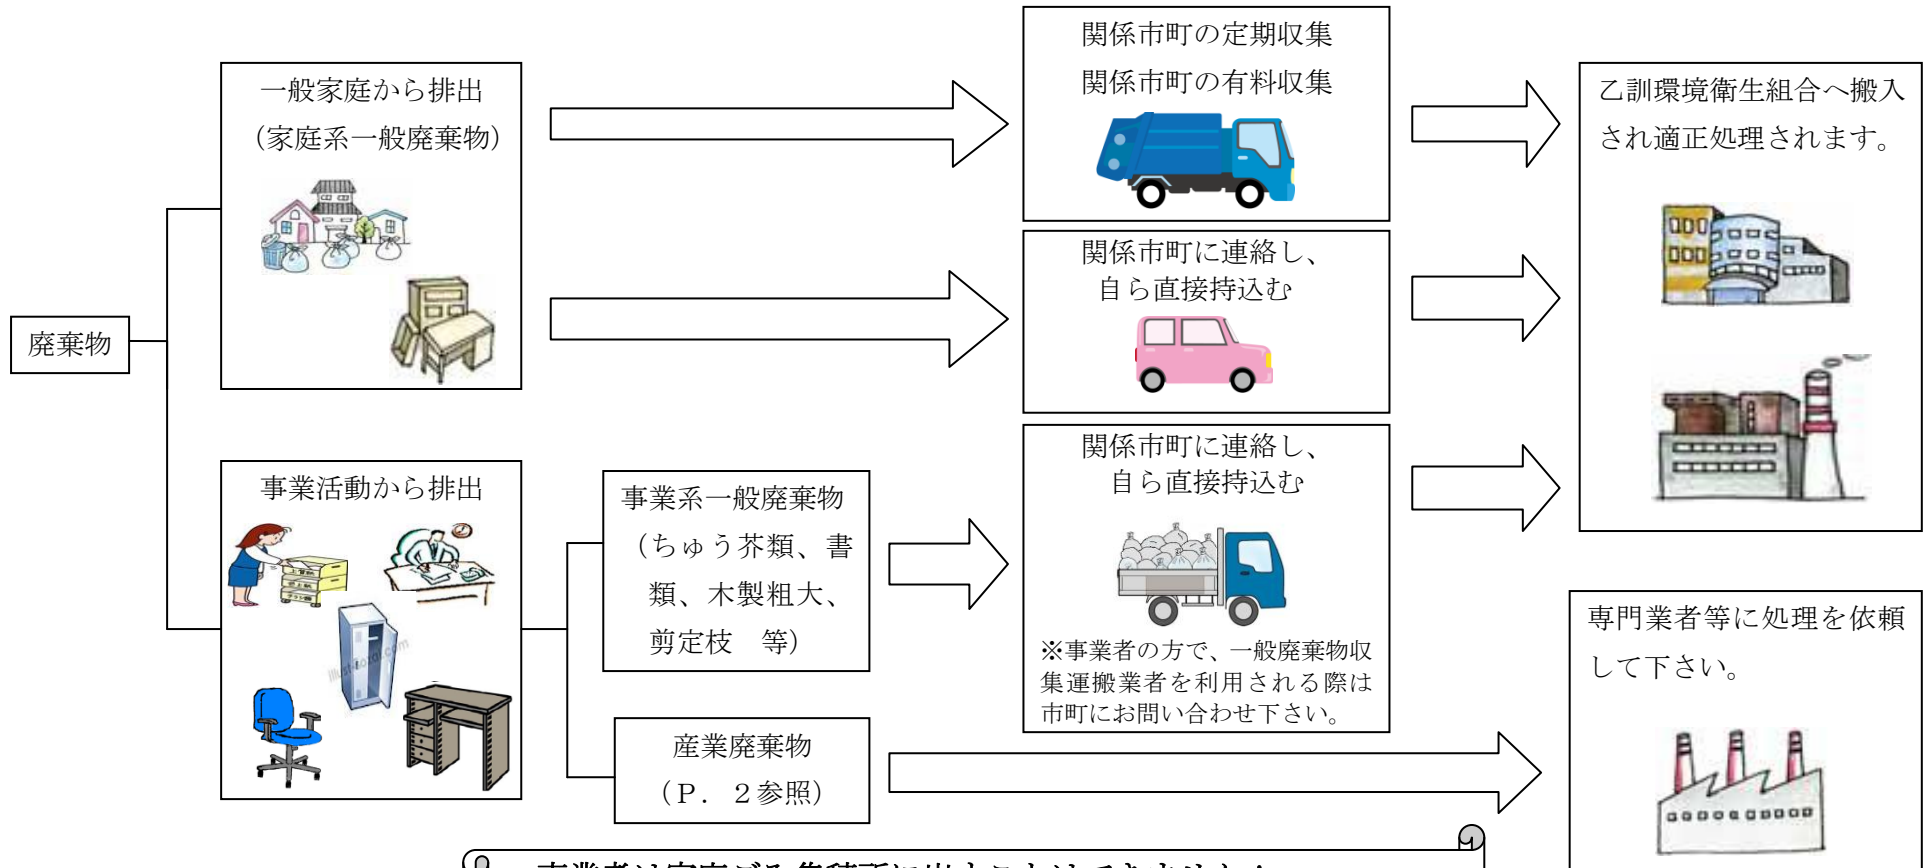 廃棄物
一般家庭から排出
（家庭系一般廃棄物）
関係市町の定期収集
関係市町の有料収集
関係市町に連絡し、
自ら直接持込む
乙訓環境衛生組合へ搬入
され適正処理されます。
事業活動から排出
事業系一般廃棄物
（ちゅう芥類、書
類、木製粗大、
剪定枝　等）
関係市町に連絡し、
自ら直接持込む
※事業者の方で、一般廃棄物収
集運搬業者を利用される際は
市町にお問い合わせ下さい。
産業廃棄物
（Ｐ．２参照）
専門業者等に処理を依頼
して下さい。